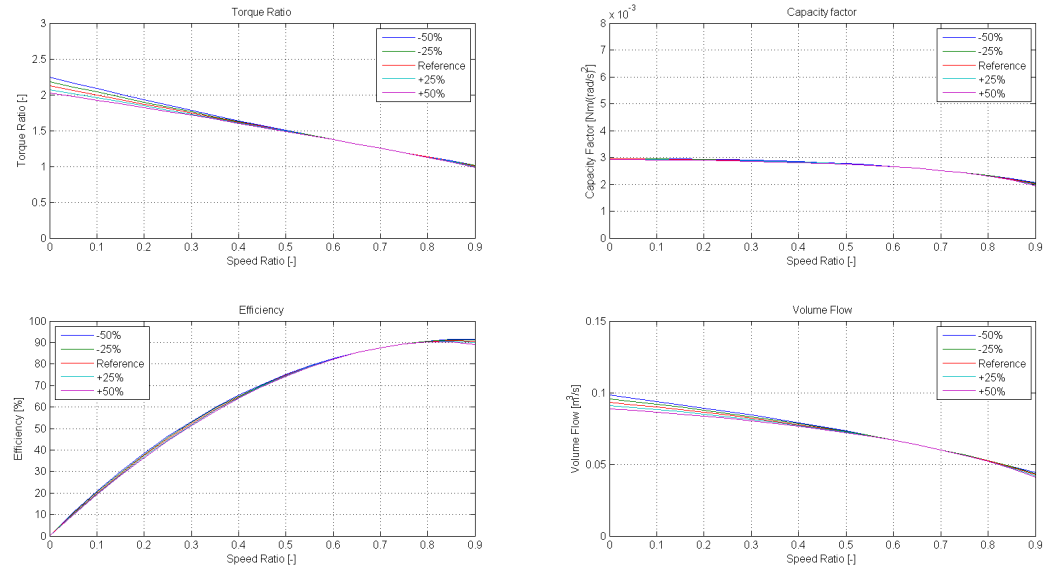 Torque Ratio
3
2.5
2
1.5
1
0.5
0
0 0.1 0.2 0.3 0.4 0.5 0.6 0.7 0.8 0.9
Torque Ratio [-]
Speed Ratio [-]
-50%
-25%
Reference
+25%
+50%
Capacity factor
x 10⁻³
8
7
6
5
4
3
2
1
0
0 0.1 0.2 0.3 0.4 0.5 0.6 0.7 0.8 0.9
Capacity Factor [Nm/(rad/s)²]
Speed Ratio [-]
-50%
-25%
Reference
+25%
+50%
Efficiency
100
90
80
70
60
50
40
30
20
10
0
0 0.1 0.2 0.3 0.4 0.5 0.6 0.7 0.8 0.9
Efficiency [%]
Speed Ratio [-]
-50%
-25%
Reference
+25%
+50%
Volume Flow
0.15
0.1
0.05
0
0 0.1 0.2 0.3 0.4 0.5 0.6 0.7 0.8 0.9
Volume Flow [m³/s]
Speed Ratio [-]
-50%
-25%
Reference
+25%
+50%